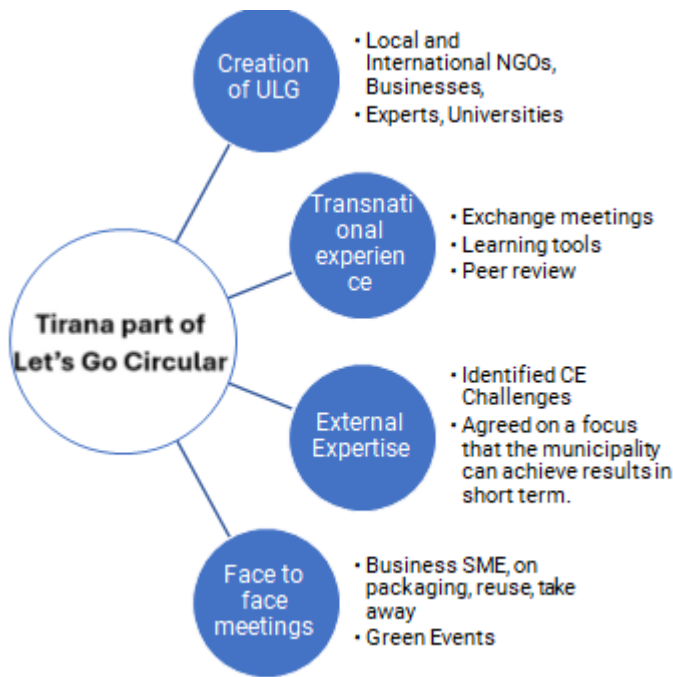 Creation
of ULG
• Local and
International NGOs,
Businesses,
• Experts, Universities
Transnati
onal
experien
ce
• Exchange meetings
• Learning tools
• Peer review
Tirana part of
Let's Go Circular
External
Expertise
• Identified CE
Challenges
• Agreed on a focus
that the municipality
can achieve results in
short term.
Face to
face
meetings
• Business SME, on
packaging, reuse, take
away
• Green Events